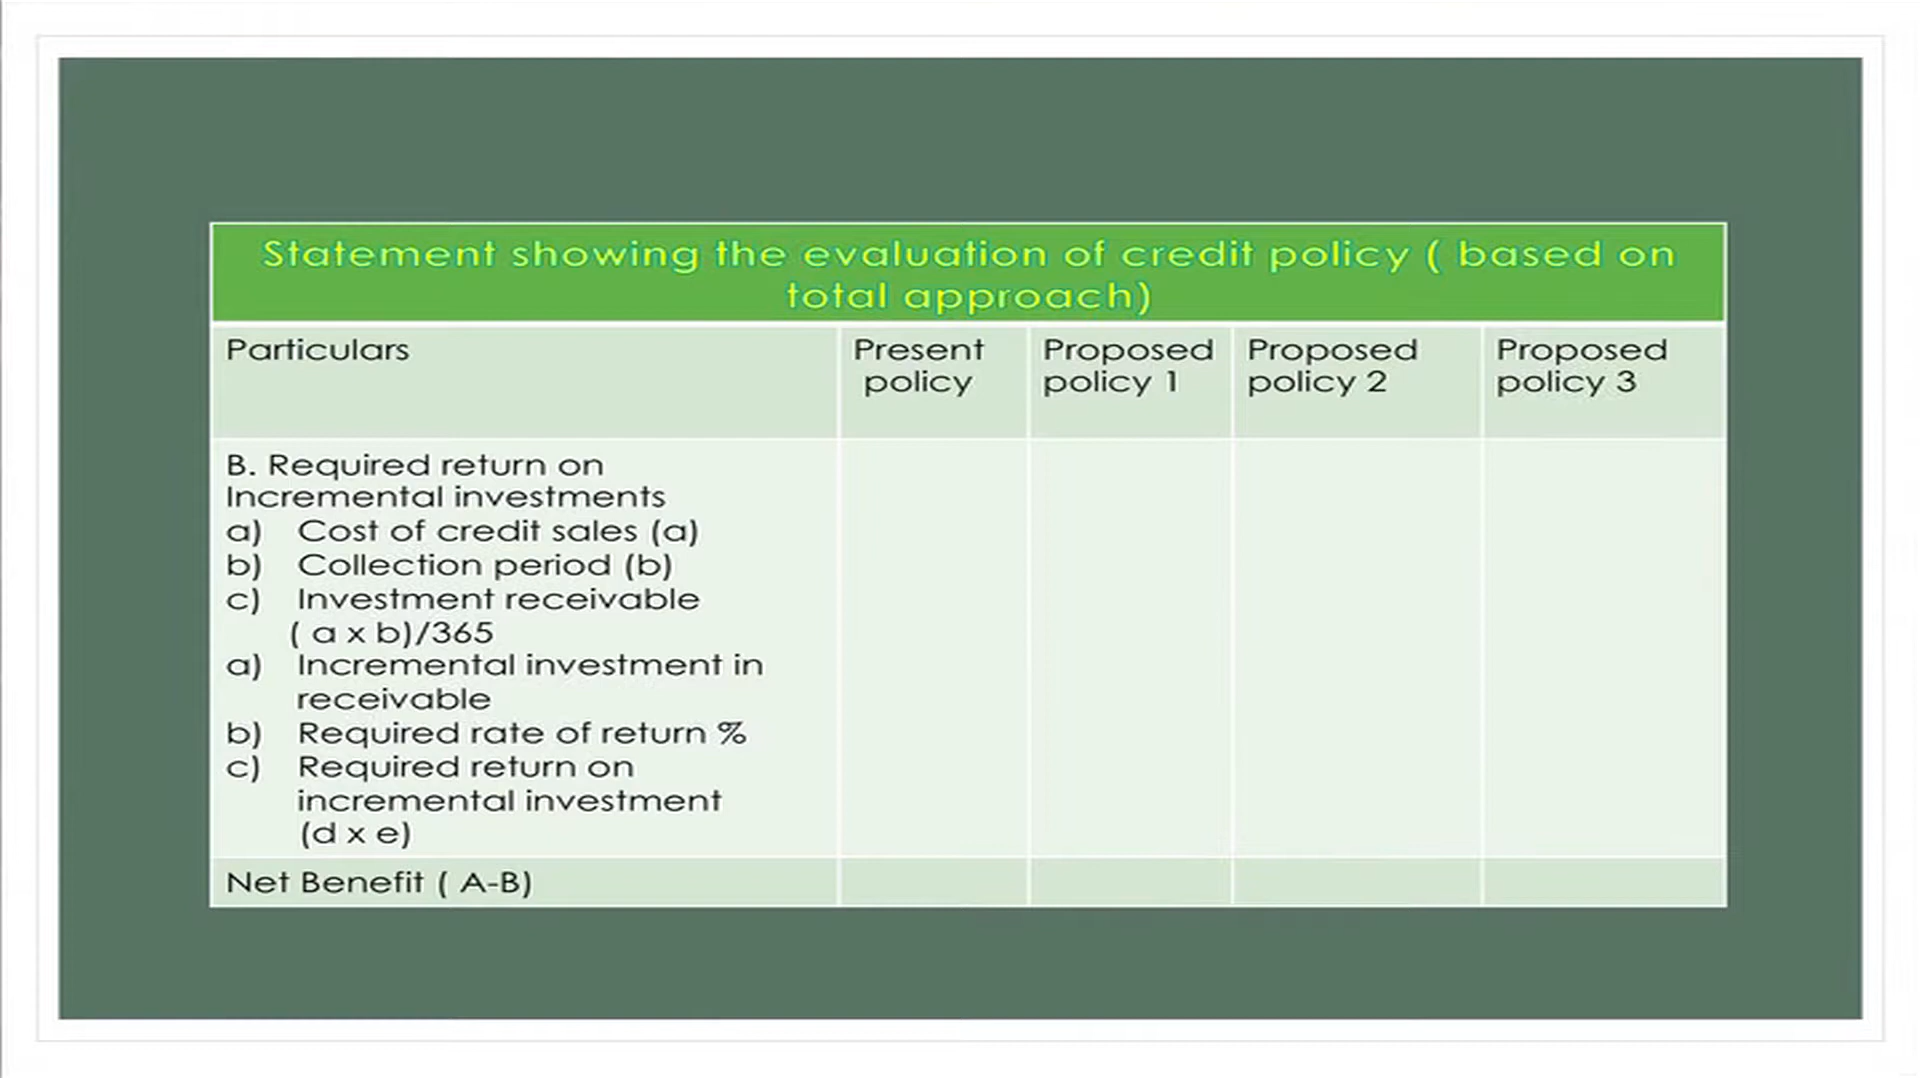 Statement showing the evaluation of credit policy ( based on
total approach)
Particulars
Present
policy
Proposed
policy 1
Proposed
policy 2
Proposed
policy 3
B. Required return on
Incremental investments
a) Cost of credit sales (a)
b) Collection period (b)
c) Investment receivable
( a x b)/365
a) Incremental investment in
receivable
b) Required rate of return %
c) Required return on
incremental investment
(d x e)
Net Benefit ( A-B)